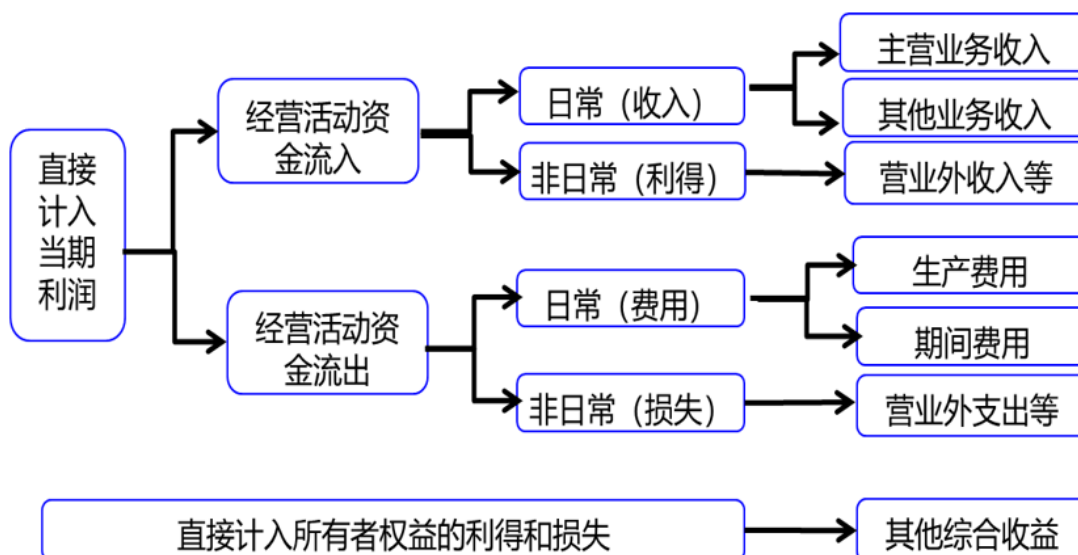 直接
计入
当期
利润
经营活动资
金流入
日常（收入）
主营业务收入
其他业务收入
非日常（利得）
营业外收入等
经营活动资
金流出
日常（费用）
生产费用
期间费用
非日常（损失）
营业外支出等
直接计入所有者权益的利得和损失
其他综合收益